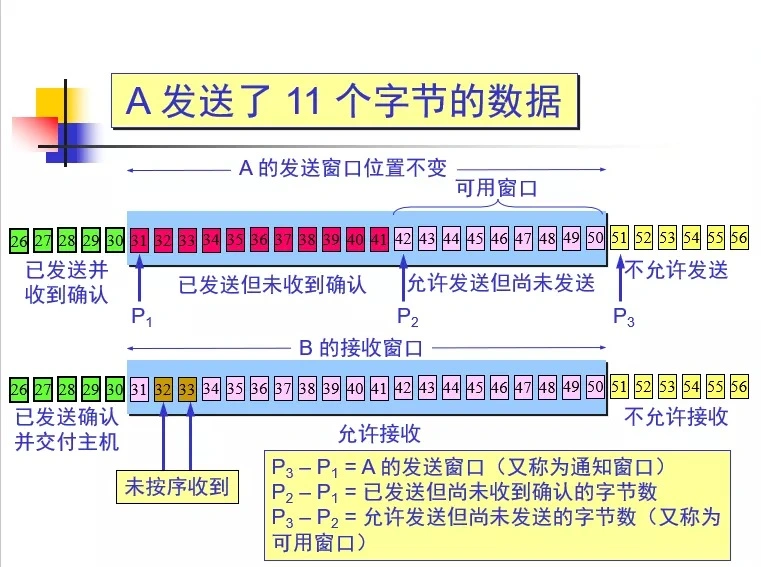 A 发送了 11 个字节的数据
A 的发送窗口位置不变
可用窗口
26 27 28 29 30 31 32 33 34 35 36 37 38 39 40 41 42 43 44 45 46 47 48 49 50 51 52 53 54 55 56
已发送并
收到确认
已发送但未收到确认
允许发送但尚未发送
不允许发送
P1
P2
P3
B 的接收窗口
26 27 28 29 30 31 32 33 34 35 36 37 38 39 40 41 42 43 44 45 46 47 48 49 50 51 52 53 54 55 56
已发送确认
并交付主机
允许接收
不允许接收
未按序收到
P3 – P1 = A 的发送窗口（又称为通知窗口）
P2 – P1 = 已发送但尚未收到确认的字节数
P3 – P2 = 允许发送但尚未发送的字节数（又称为
可用窗口）